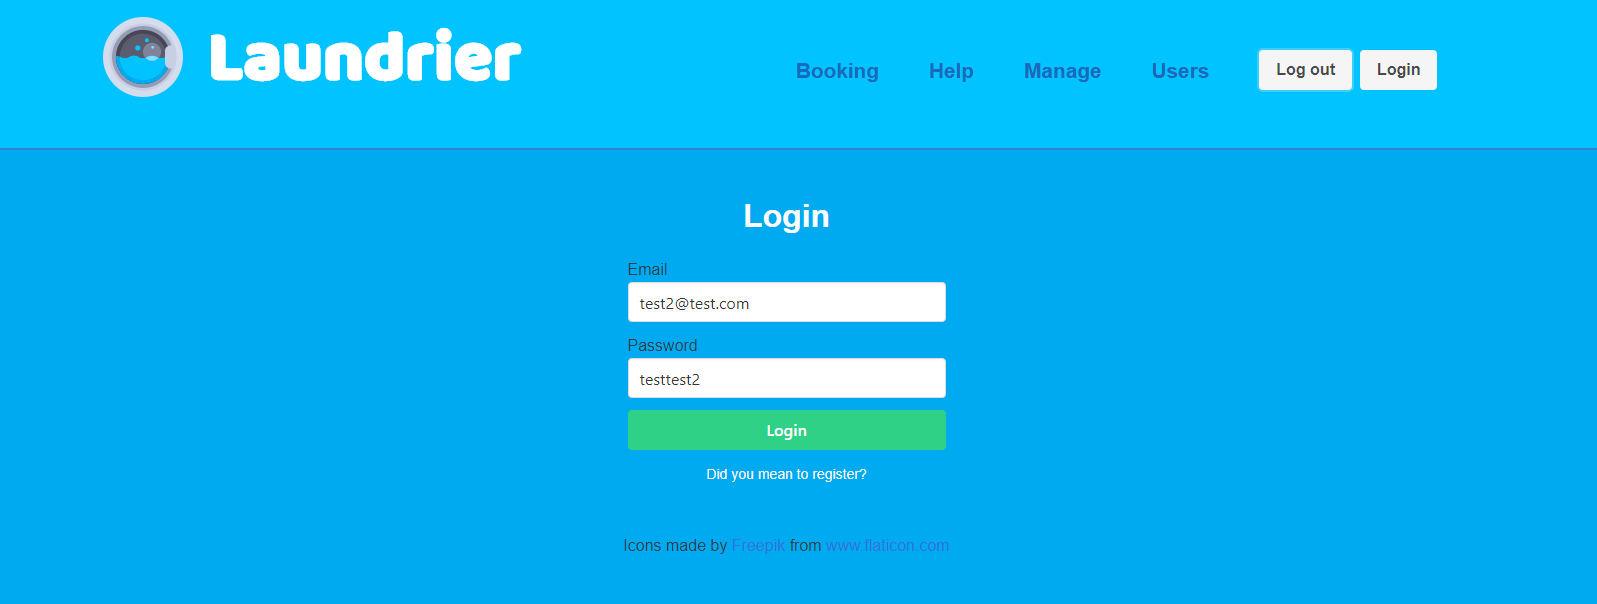 Laundrier
Booking Help Manage Users Log out Login
Login
Email
test2@test.com
Password
testtest2
Login
Did you mean to register?
Icons made by Freepik from www.flaticon.com